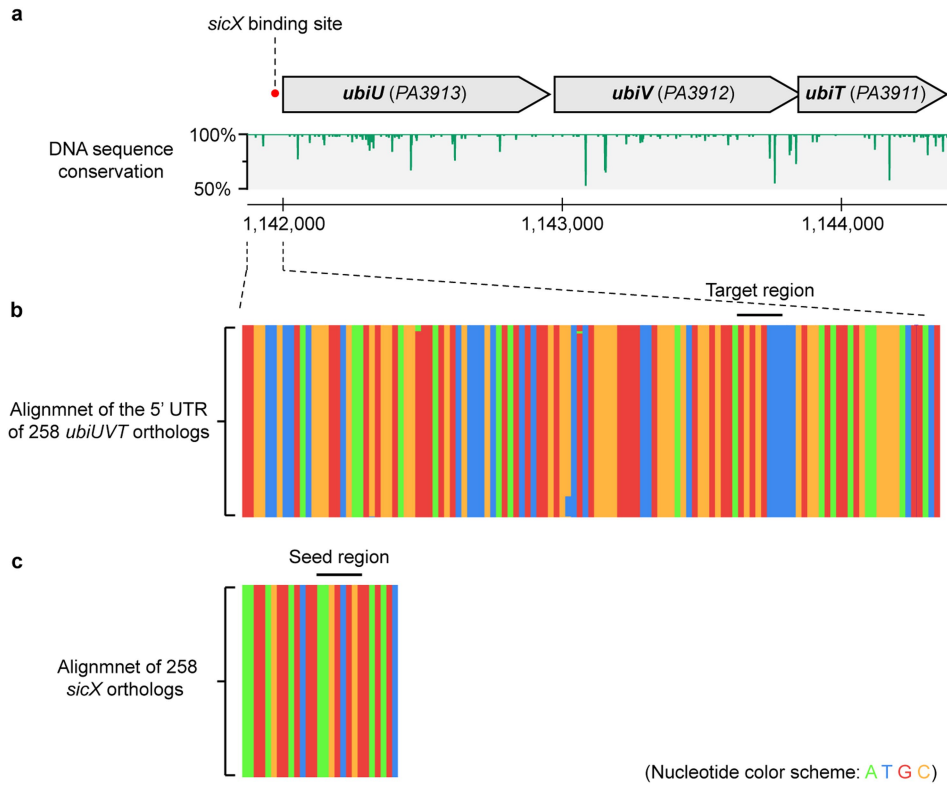 a
sicX binding site
ubiU (PA3913)
ubiV (PA3912)
ubiT (PA3911)
100%
DNA sequence
conservation
50%
1,142,000
1,143,000
1,144,000
b
Target region
Alignmnet of the 5' UTR
of 258 ubiUVT orthologs
c
Seed region
Alignmnet of 258
sicX orthologs
(Nucleotide color scheme: A T G C)